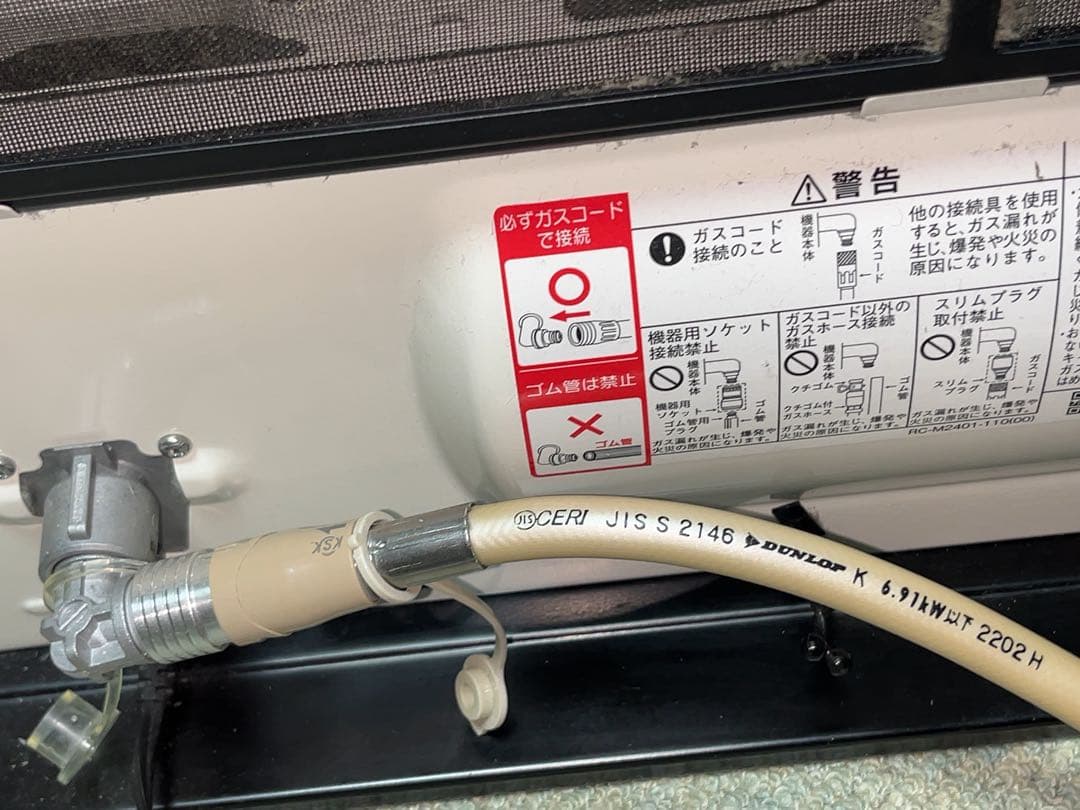 必ずガスコード
で接続
ゴム管は禁止
ゴム管
警告
ガスコード
接続のこと
機器本体
ガスコード
他の接続具を使用
すると、ガス漏れが
生じ、爆発や火災の
原因になります。
機器用ソケット
接続禁止
機器本体
機器用
ソケット
ゴム管用
プラグ
ゴム管
ガス漏れが生じ、爆発や
火災の原因になります。
ガスコード以外の
ガスホース接続
禁止
機器本体
クチゴム
クチゴム付
ガスホース
ゴム管
ガス漏れが生じ、爆発や
火災の原因になります。
スリムプラグ
取付禁止
機器本体
スリム
プラグ
ガスコード
ガス漏れが生じ、爆発や
火災の原因になります。
RC-M2401-110(00)
KSK
JIS CERI JIS S 2146 DUNLOP K 6.91kW以下 2202H